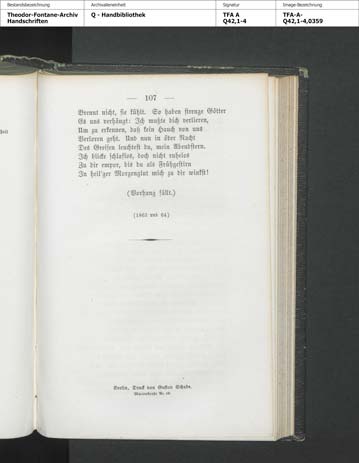 Bestandsbezeichnung
Archivalieneinheit
Signatur
Image-Bezeichnung
Theodor-Fontane-Archiv
Handschriften
Q - Handbibliothek
TFA A
Q42,1-4
TFA-A-
Q42,1-4,0359
— 107 —
Brennt nicht, sie kühlt. So haben strenge Götter
Es uns verhängt: Ich mußte dich verlieren,
Um zu erkennen, daß kein Hauch von uns
Verloren geht. Und nun in öder Nacht
Des Greisen leuchtest du, mein Abendstern.
Ich blicke schlaflos, doch nicht ruhelos
Zu dir empor, bis du als Frühgestirn
In heil'ger Morgenglut mich zu dir winkst!
(Vorhang fällt.)
(1863 und 64)
Berlin, Druck von Gustav Schade.
Marienstraße Nr. 10.